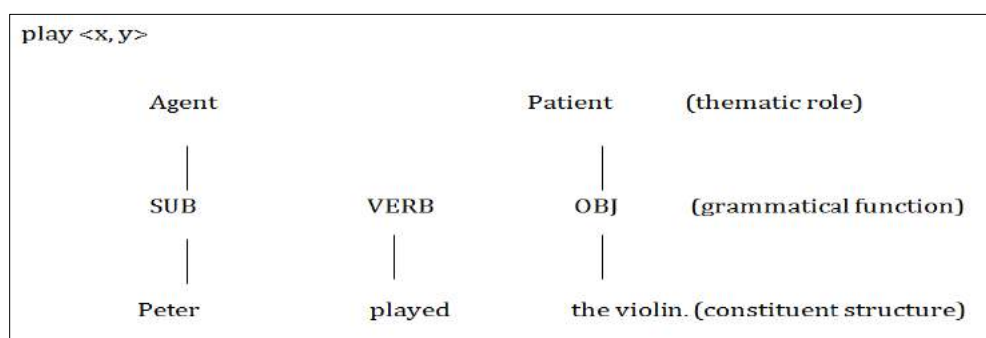 play <x, y>
Agent Patient (thematic role)
SUB VERB OBJ (grammatical function)
Peter played the violin. (constituent structure)